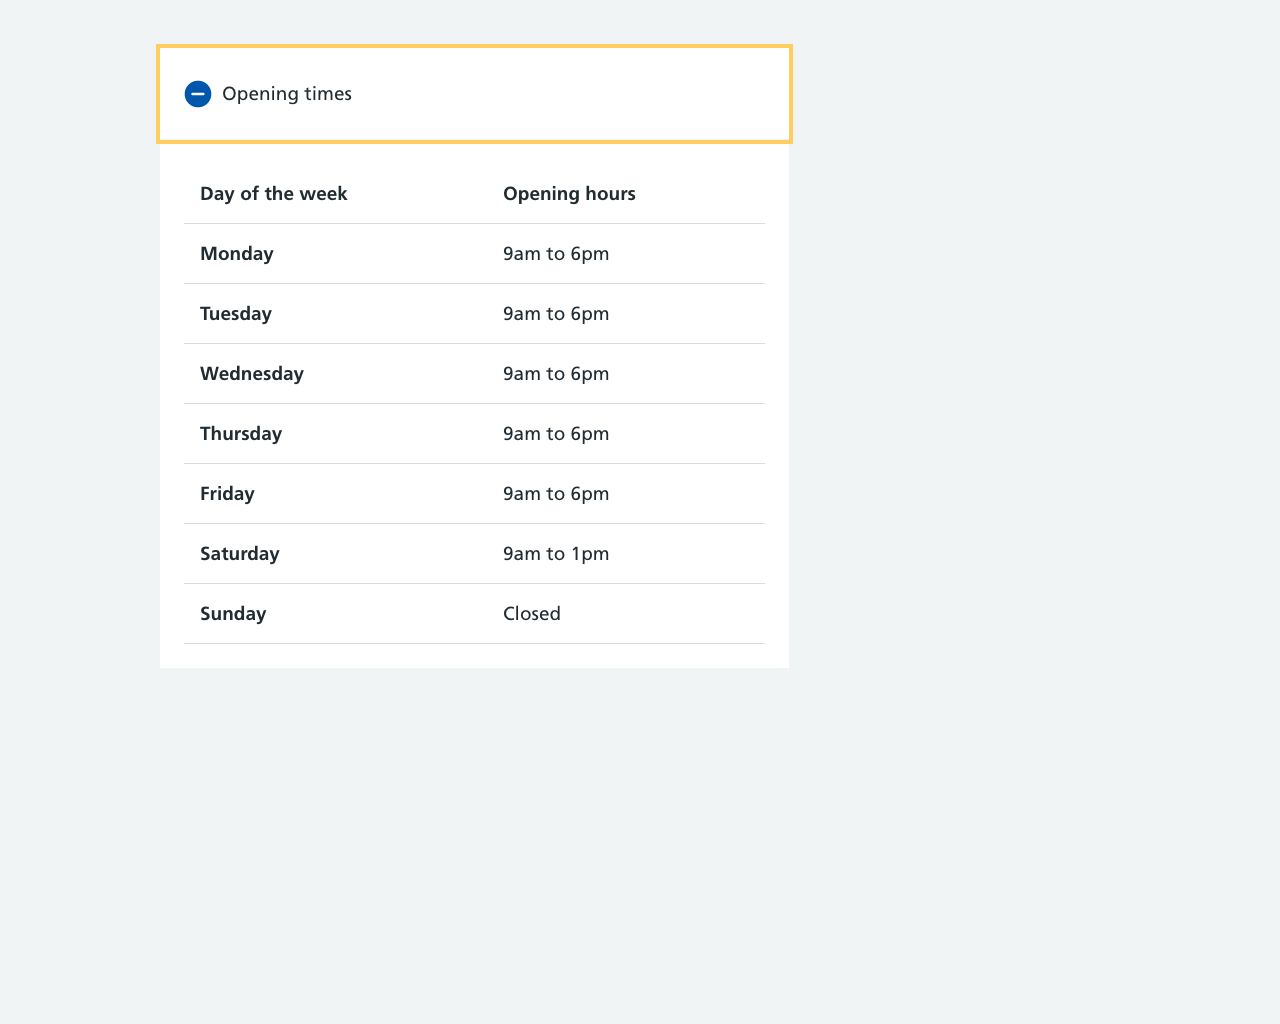 Opening times
Day of the week Opening hours
Monday 9am to 6pm
Tuesday 9am to 6pm
Wednesday 9am to 6pm
Thursday 9am to 6pm
Friday 9am to 6pm
Saturday 9am to 1pm
Sunday Closed